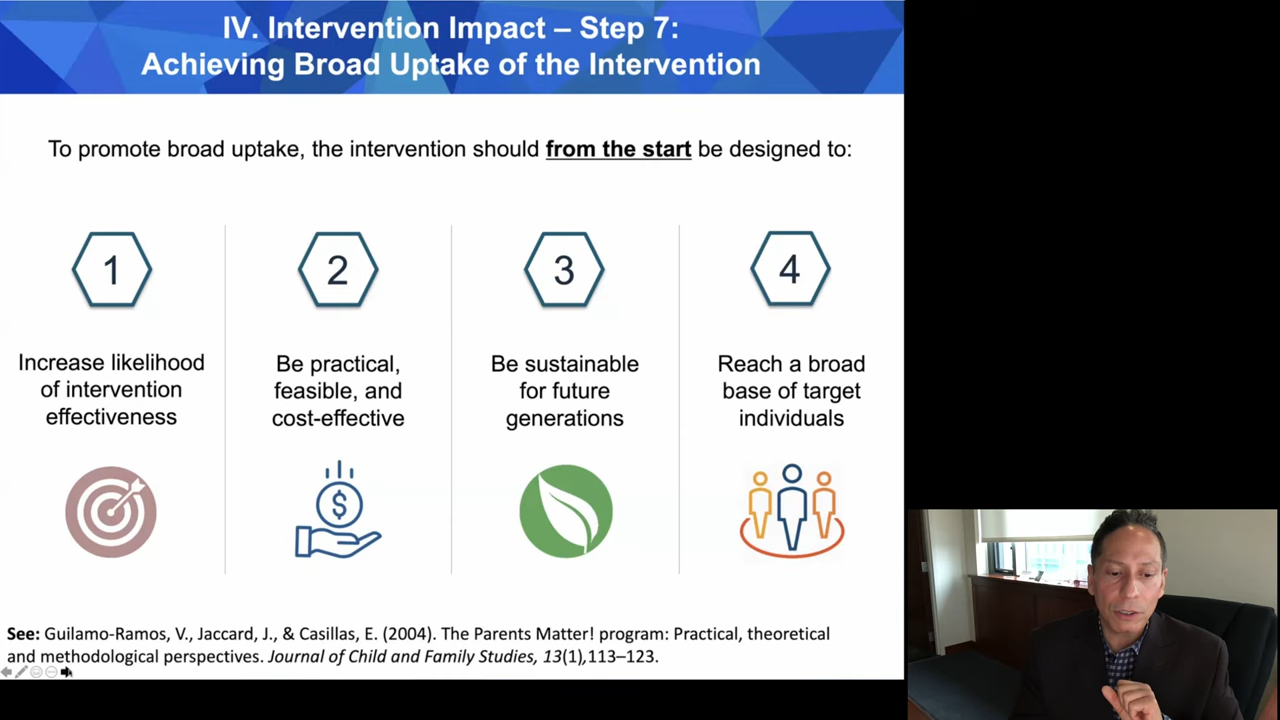 IV. Intervention Impact – Step 7:
Achieving Broad Uptake of the Intervention
To promote broad uptake, the intervention should from the start be designed to:
1
Increase likelihood
of intervention
effectiveness
2
Be practical,
feasible, and
cost-effective
$
3
Be sustainable
for future
generations
4
Reach a broad
base of target
individuals
See: Guilamo-Ramos, V., Jaccard, J., & Casillas, E. (2004). The Parents Matter! program: Practical, theoretical
and methodological perspectives. Journal of Child and Family Studies, 13(1),113–123.